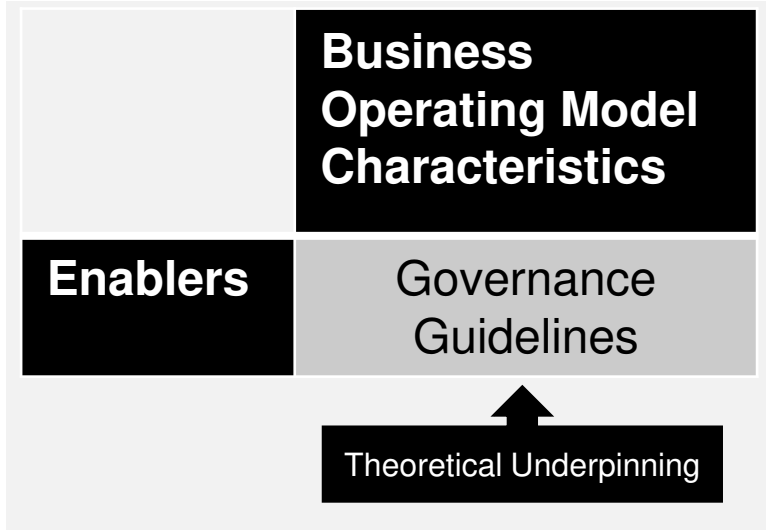 Business
Operating Model
Characteristics
Enablers
Governance
Guidelines
Theoretical Underpinning